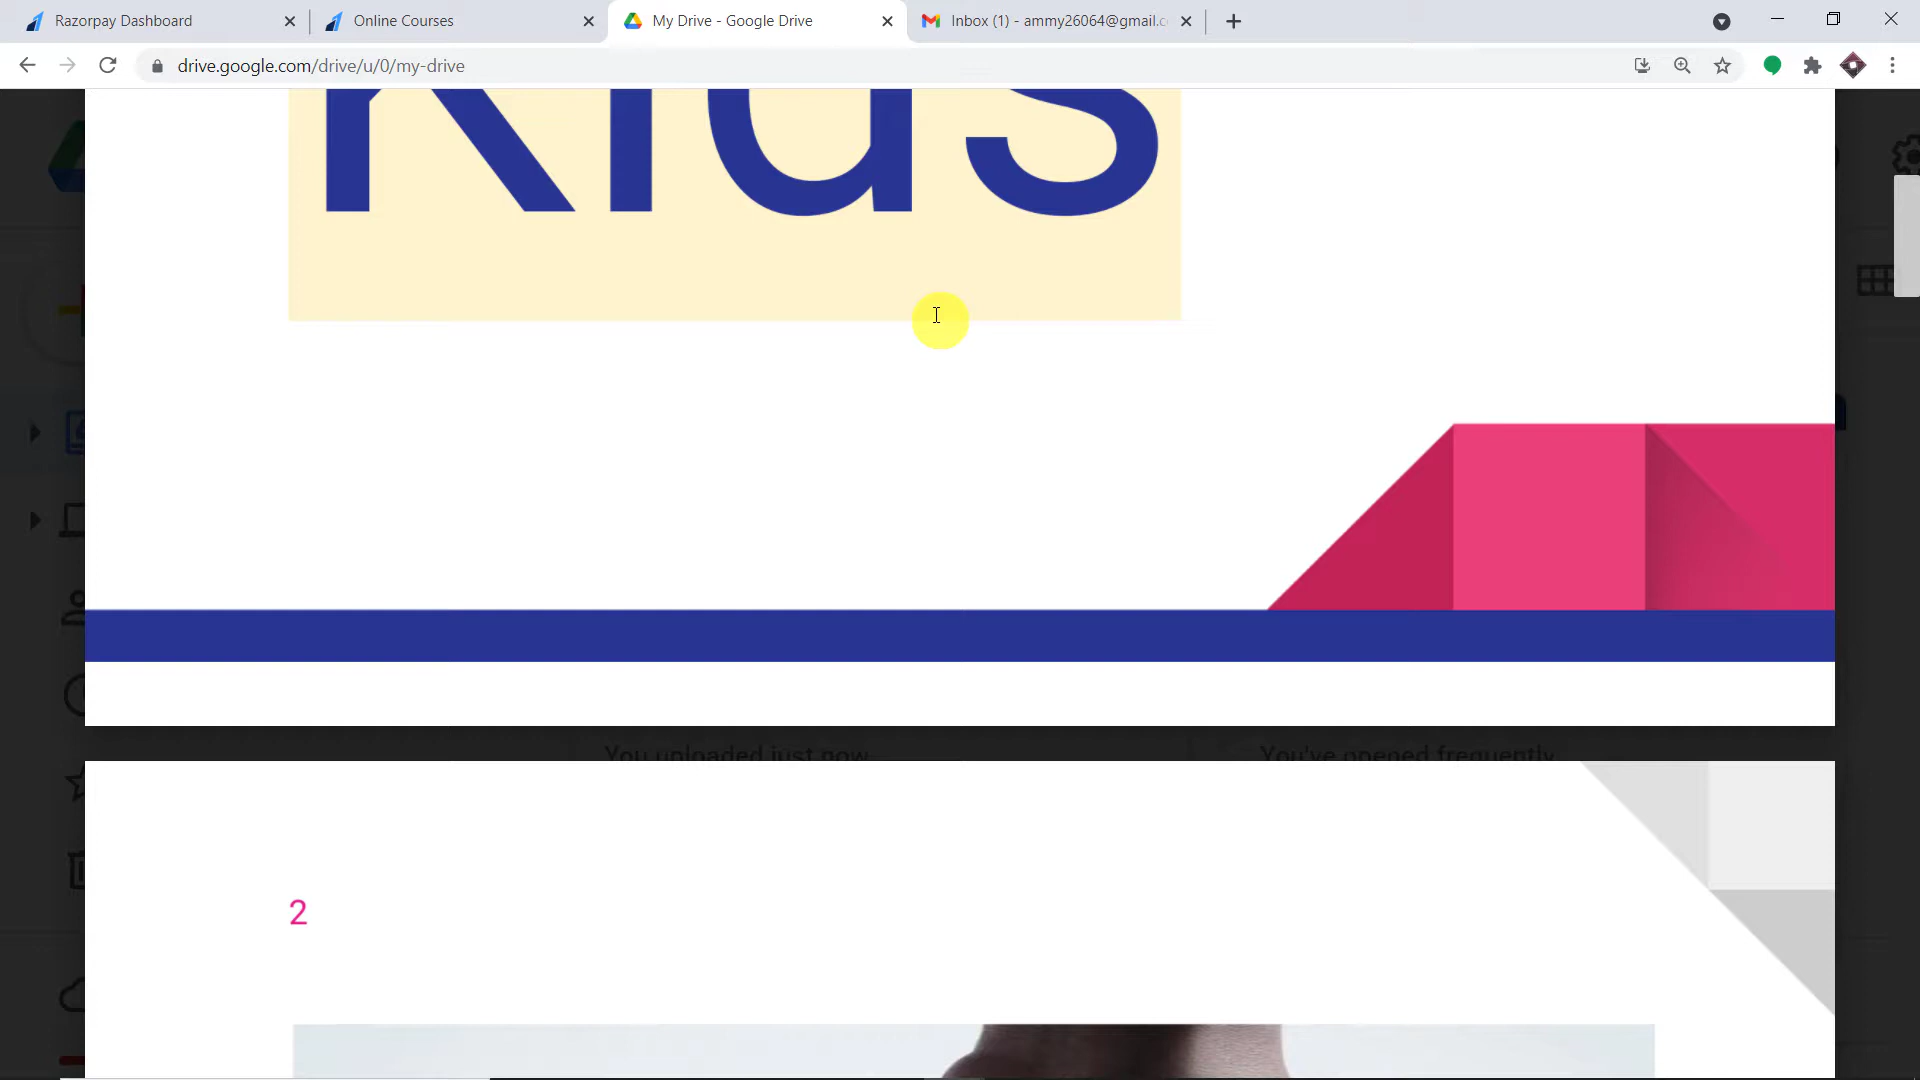 Razorpay Dashboard
Online Courses
My Drive - Google Drive
Inbox (1) - ammy26064@gmail.c
drive.google.com/drive/u/0/my-drive
Kids
You uploaded just now
You've opened frequently
2